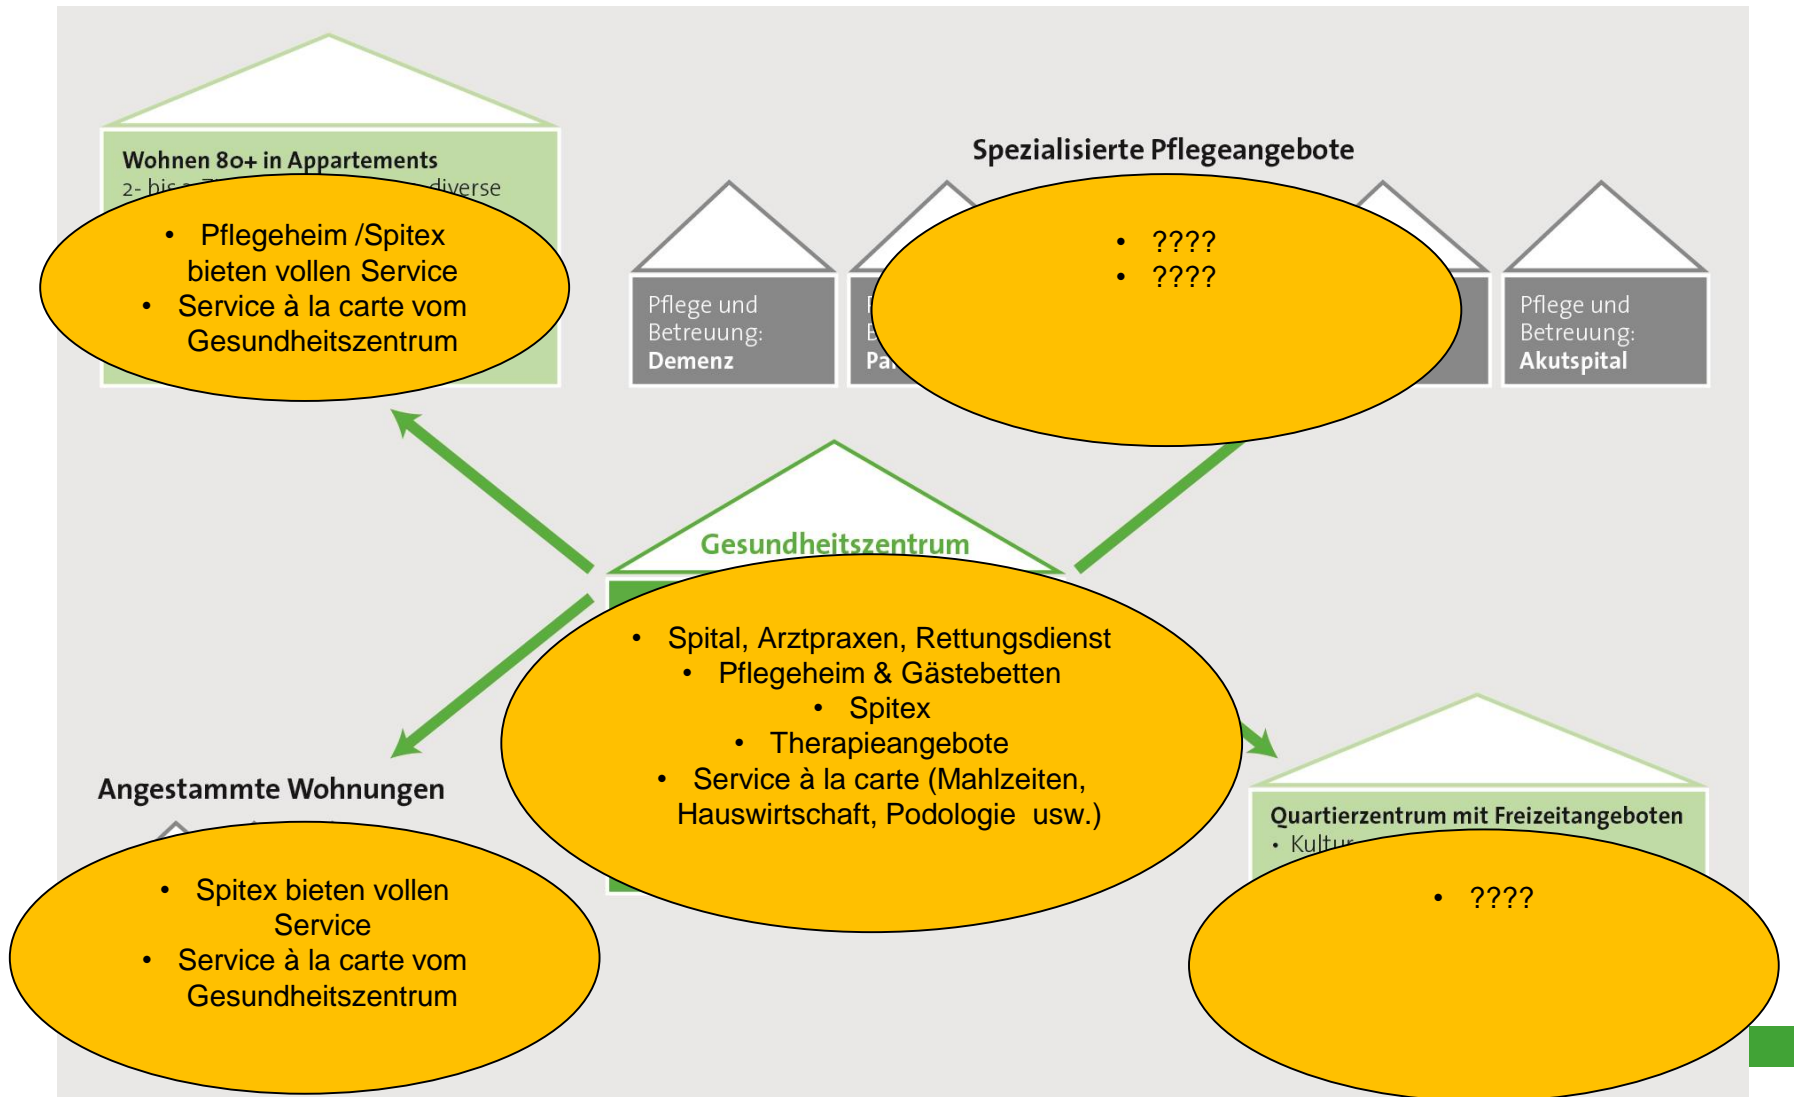 Wohnen 80+ in Appartements
2- bis diverse
• Pflegeheim /Spitex
bieten vollen Service
• Service à la carte vom
Gesundheitszentrum
Spezialisierte Pflegeangebote
Pflege und
Betreuung:
Demenz
• ????
• ????
Pflege und
Betreuung:
Akutspital
Gesundheitszentrum
• Spital, Arztpraxen, Rettungsdienst
• Pflegeheim & Gästebetten
• Spitex
• Therapieangebote
• Service à la carte (Mahlzeiten,
Hauswirtschaft, Podologie usw.)
Angestammte Wohnungen
• Spitex bieten vollen
Service
• Service à la carte vom
Gesundheitszentrum
Quartierzentrum mit Freizeitangeboten
• Kultur
• ????